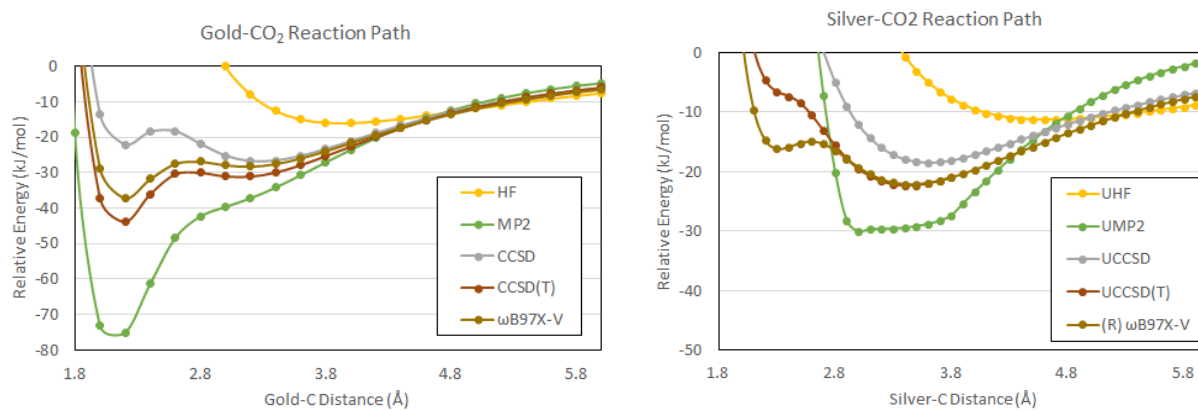 Gold-CO₂ Reaction Path
0
-10
-20
-30
-40
-50
-60
-70
-80
Relative Energy (kJ/mol)
HF
MP2
CCSD
CCSD(T)
ωB97X-V
1.8 2.8 3.8 4.8 5.8
Gold-C Distance (Å)
Silver-CO2 Reaction Path
0
-10
-20
-30
-40
-50
Relative Energy (kJ/mol)
UHF
UMP2
UCCSD
UCCSD(T)
(R) ωB97X-V
1.8 2.8 3.8 4.8 5.8
Silver-C Distance (Å)